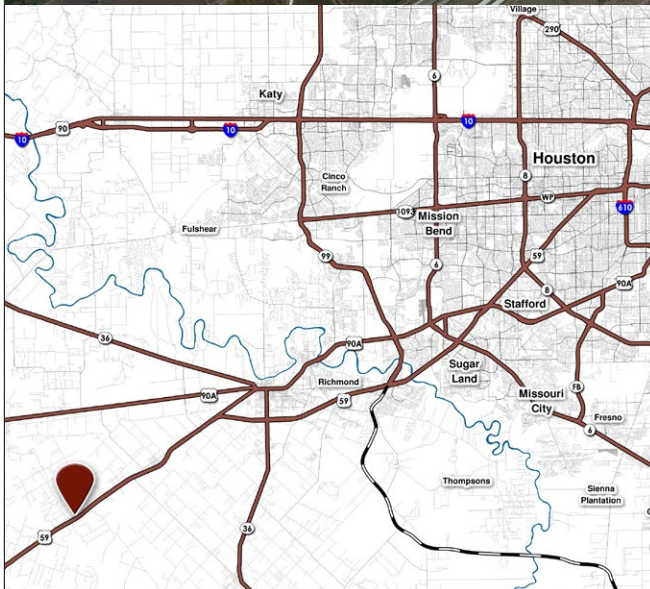 Village
290
6
Katy
10
10
90
10
Houston
Cinco
Ranch
8
WP
610
1093
Mission
Bend
Fulshear
99
6
59
90A
8
Stafford
36
90A
Sugar
Land
Richmond
90A
59
Missouri
City
FB
Fresno
6
Thompsons
Sienna
Plantation
59
36